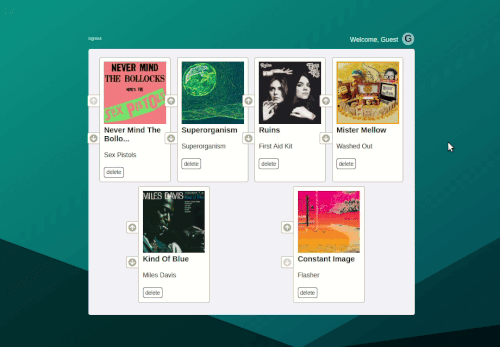 Welcome, Guest G
NEVER MIND
THE BOLLOCKS
HERE'S THE
SEX PISTOLS
Never Mind The
Bollo...
Sex Pistols
delete
Superorganism
Superorganism
delete
Ruins
First Aid Kit
delete
Mister Mellow
Washed Out
delete
MILES DAVIS
Kind Of Blue
Miles Davis
delete
Constant Image
Flasher
delete